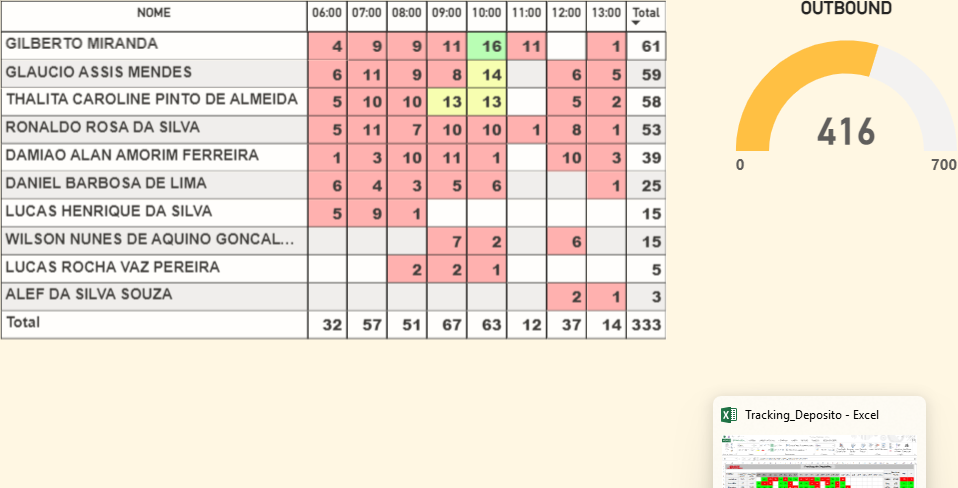 NOME 06:00 07:00 08:00 09:00 10:00 11:00 12:00 13:00 Total
GILBERTO MIRANDA 4 9 9 11 16 11 1 61
GLAUCIO ASSIS MENDES 6 11 9 8 14 6 5 59
THALITA CAROLINE PINTO DE ALMEIDA 5 10 10 13 13 5 2 58
RONALDO ROSA DA SILVA 5 11 7 10 10 1 8 1 53
DAMIAO ALAN AMORIM FERREIRA 1 3 10 11 1 10 3 39
DANIEL BARBOSA DE LIMA 6 4 3 5 6 1 25
LUCAS HENRIQUE DA SILVA 5 9 1 15
WILSON NUNES DE AQUINO GONCAL... 7 2 6 15
LUCAS ROCHA VAZ PEREIRA 2 2 1 5
ALEF DA SILVA SOUZA 2 1 3
Total 32 57 51 67 63 12 37 14 333
OUTBOUND
416
0 700
Tracking_Deposito - Excel